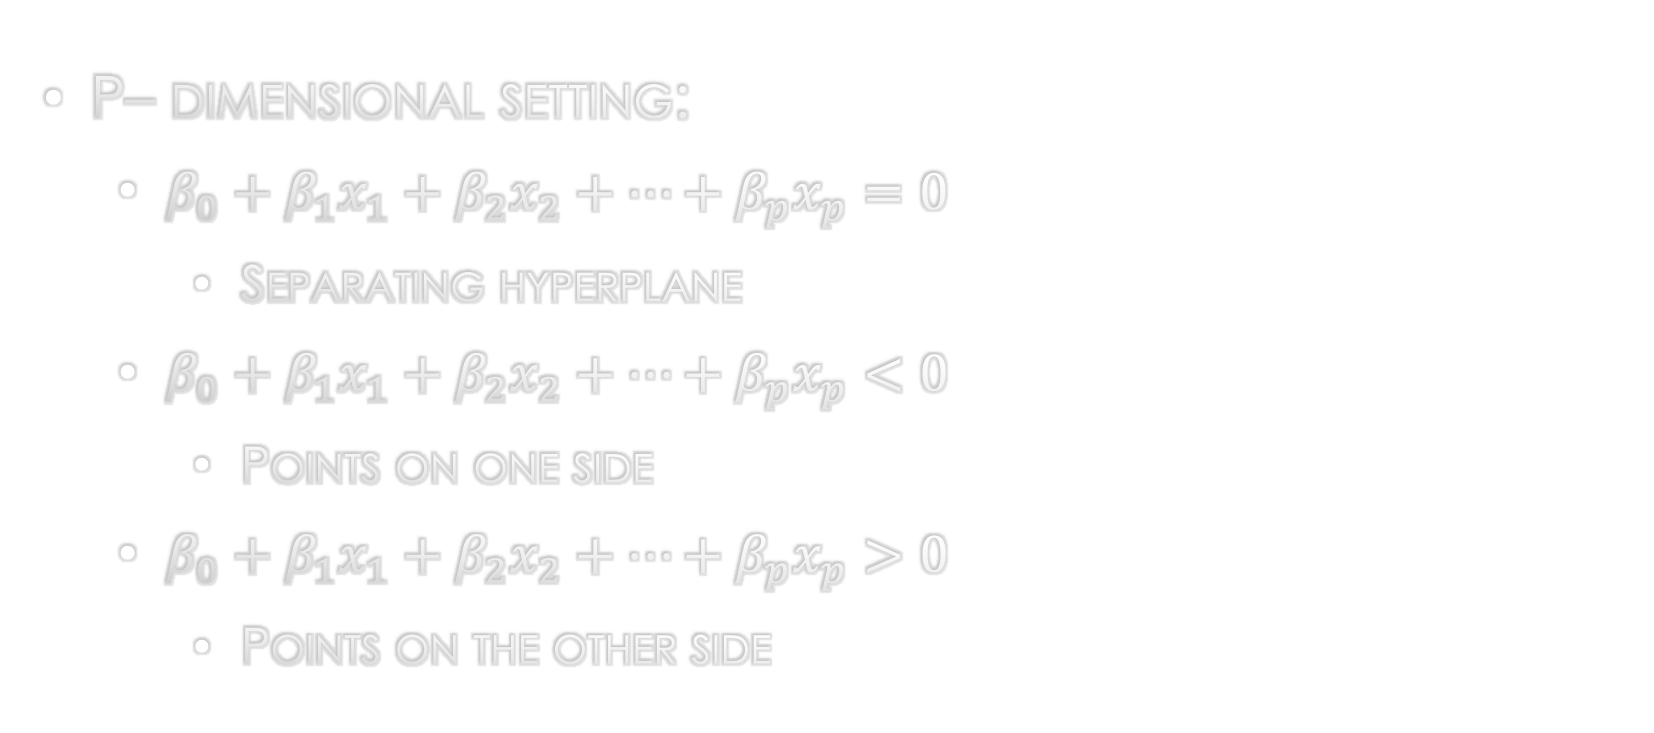 • P– DIMENSIONAL SETTING:
• β₀ + β₁x₁ + β₂x₂ + ⋯ + βₚxₚ = 0
• SEPARATING HYPERPLANE
• β₀ + β₁x₁ + β₂x₂ + ⋯ + βₚxₚ < 0
• POINTS ON ONE SIDE
• β₀ + β₁x₁ + β₂x₂ + ⋯ + βₚxₚ > 0
• POINTS ON THE OTHER SIDE